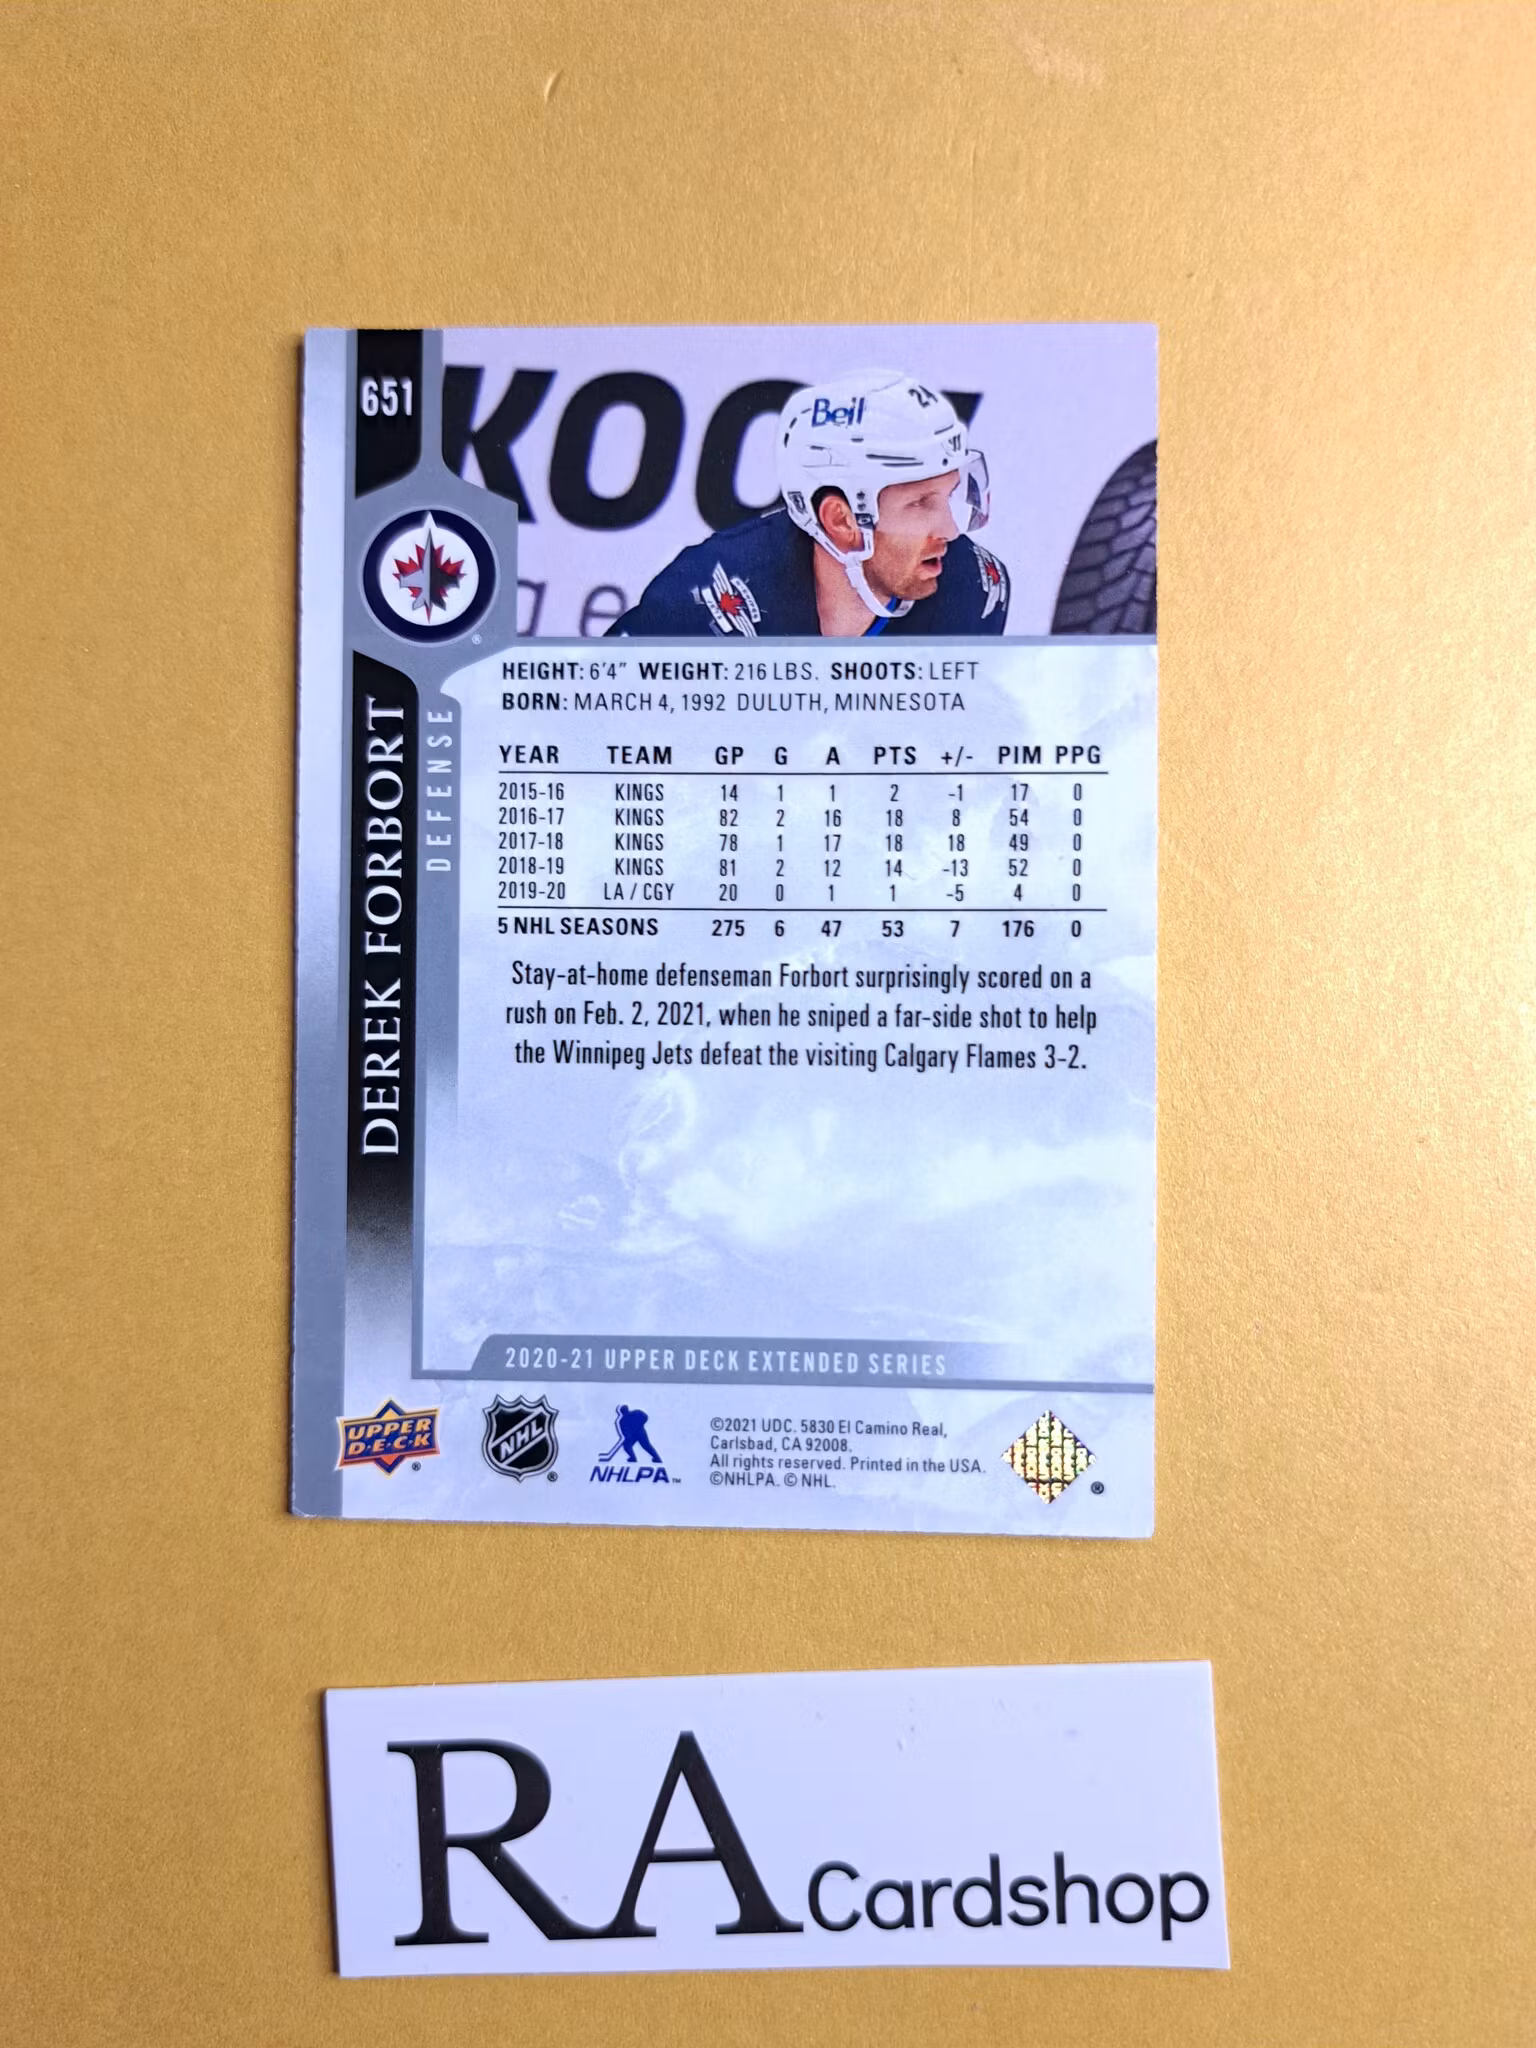 651
KOO
Beil
24
ge
DEREK FORBORT
DEFENSE
HEIGHT: 6'4" WEIGHT: 216 LBS. SHOOTS: LEFT
BORN: MARCH 4, 1992 DULUTH, MINNESOTA
YEAR TEAM GP G A PTS +/- PIM PPG
2015-16 KINGS 14 1 1 2 -1 17 0
2016-17 KINGS 82 2 16 18 8 54 0
2017-18 KINGS 78 1 17 18 18 49 0
2018-19 KINGS 81 2 12 14 -13 52 0
2019-20 LA / CGY 20 0 1 1 -5 4 0
5 NHL SEASONS 275 6 47 53 7 176 0
Stay-at-home defenseman Forbort surprisingly scored on a
rush on Feb. 2, 2021, when he sniped a far-side shot to help
the Winnipeg Jets defeat the visiting Calgary Flames 3-2.
2020-21 UPPER DECK EXTENDED SERIES
UPPER
D·E·C·K ®
NHL ®
NHLPA™
©2021 UDC. 5830 El Camino Real,
Carlsbad, CA 92008.
All rights reserved. Printed in the USA.
©NHLPA. © NHL.
®
RA Cardshop